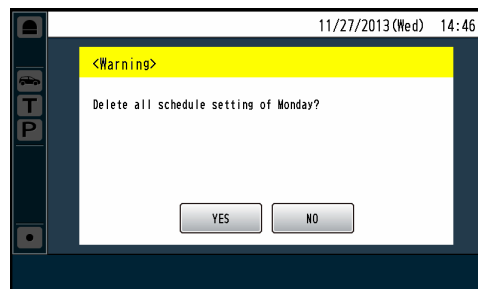 11/27/2013(Wed) 14:46
<Warning>
Delete all schedule setting of Monday?
T
P
YES NO